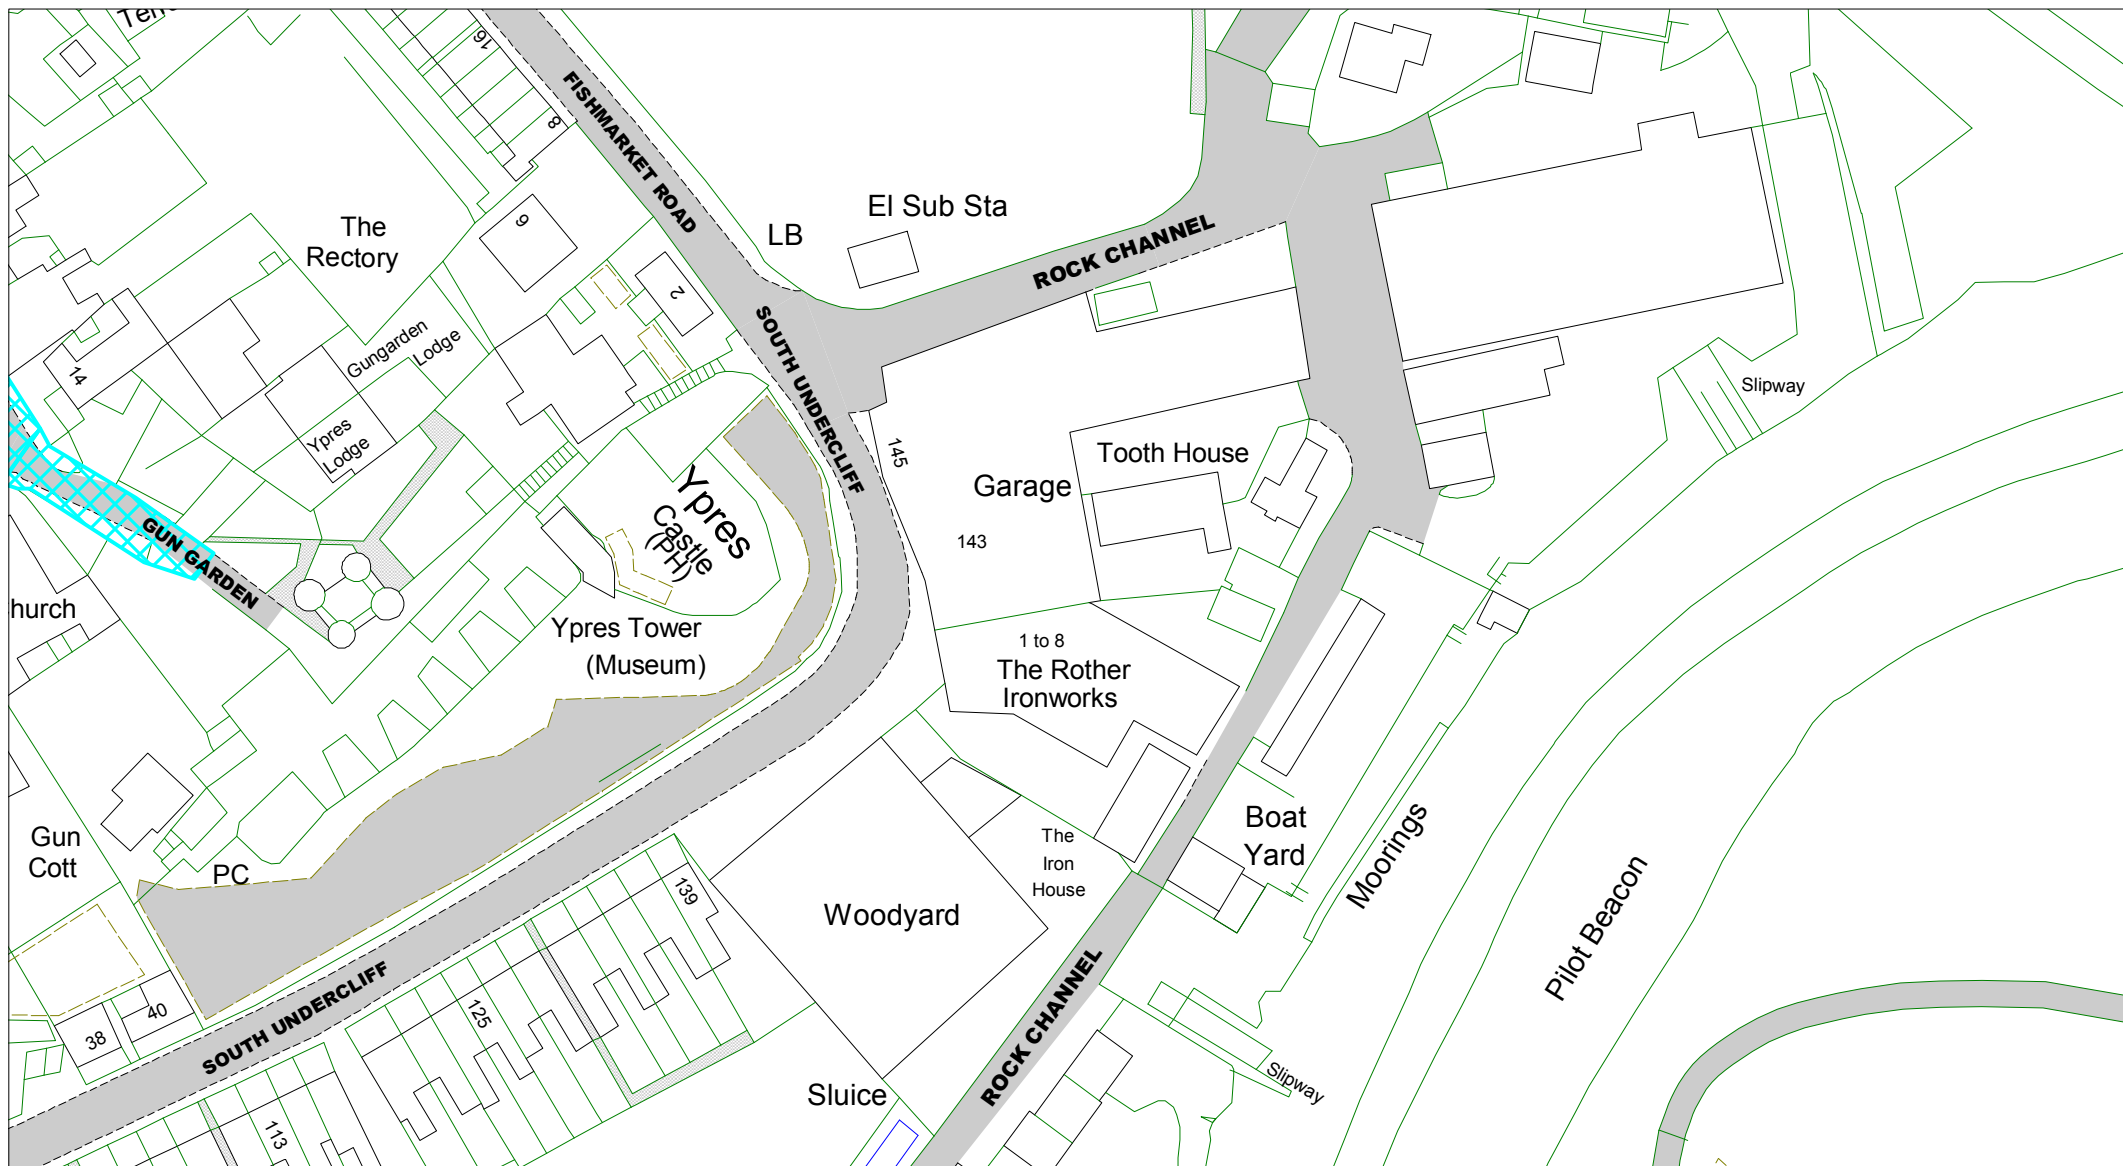 16
8
FISHMARKET ROAD
El Sub Sta
LB
The
Rectory
9
2
ROCK CHANNEL
SOUTH UNDERCLIFF
Gungarden
Lodge
14
Ypres
Lodge
Slipway
145
Tooth House
Garage
143
Ypres
Castle
(PH)
GUN GARDEN
hurch
Ypres Tower
(Museum)
1 to 8
The Rother
Ironworks
Gun
Cott
PC
The
Iron
House
Boat
Yard
Moorings
Pilot Beacon
139
Woodyard
125
40
38
SOUTH UNDERCLIFF
ROCK CHANNEL
Sluice
Slipway
113